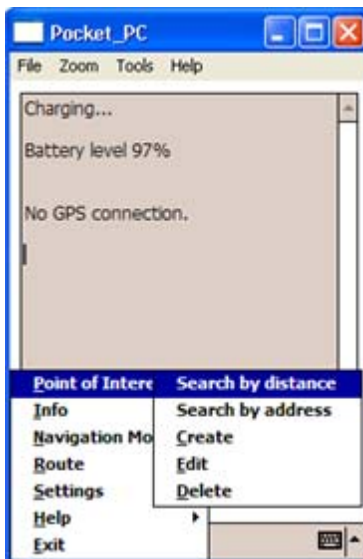 Pocket_PC
File Zoom Tools Help
Charging...
Battery level 97%
No GPS connection.
Point of Intere
Search by distance
Info
Search by address
Navigation Mo
Create
Route
Edit
Settings
Delete
Help
Exit